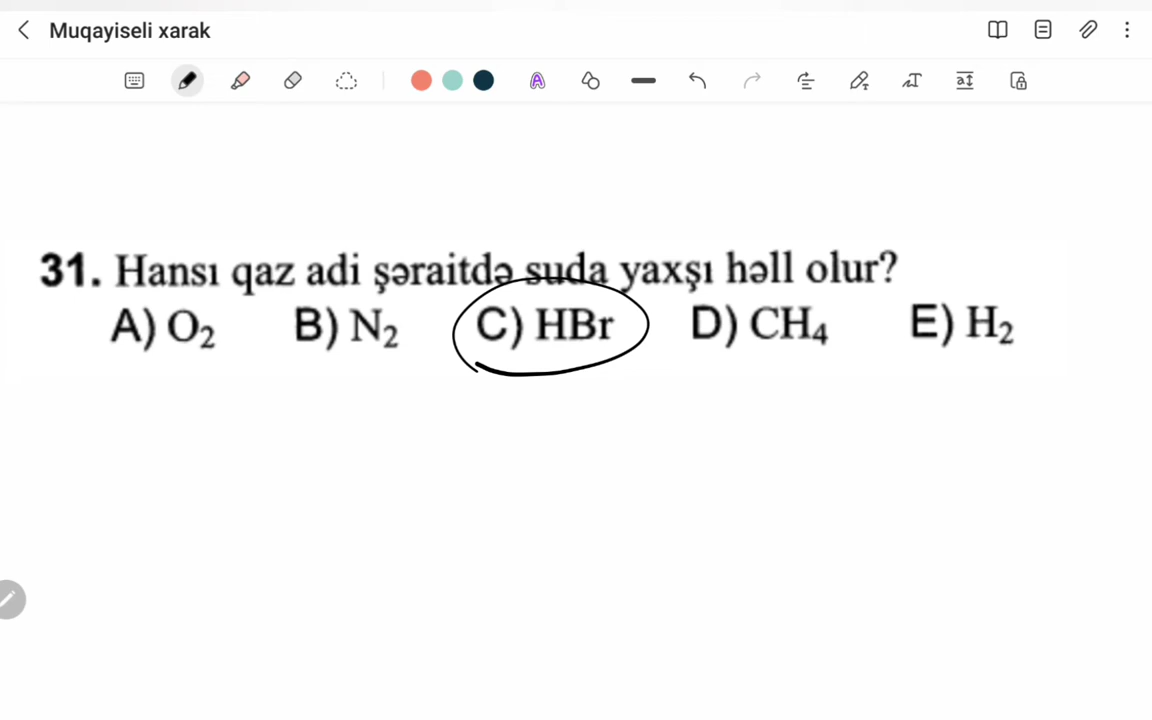 Muqayiseli xarak
31. Hansı qaz adi şəraitdə suda yaxşı həll olur?
A) O₂ B) N₂ C) HBr D) CH₄ E) H₂